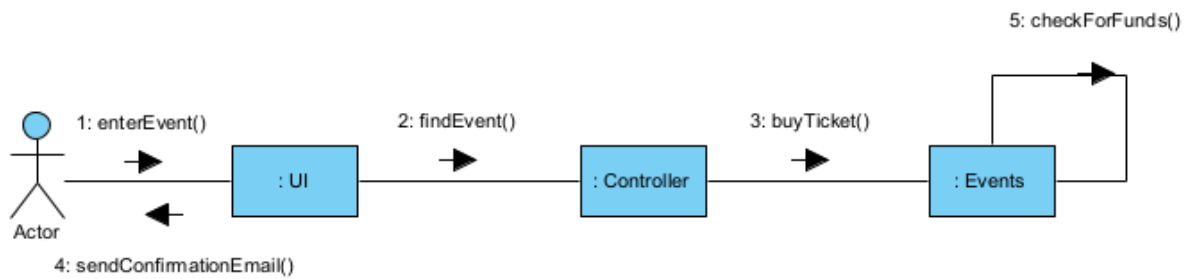 5: checkForFunds()
1: enterEvent()
2: findEvent()
3: buyTicket()
: UI
: Controller
: Events
Actor
4: sendConfirmationEmail()